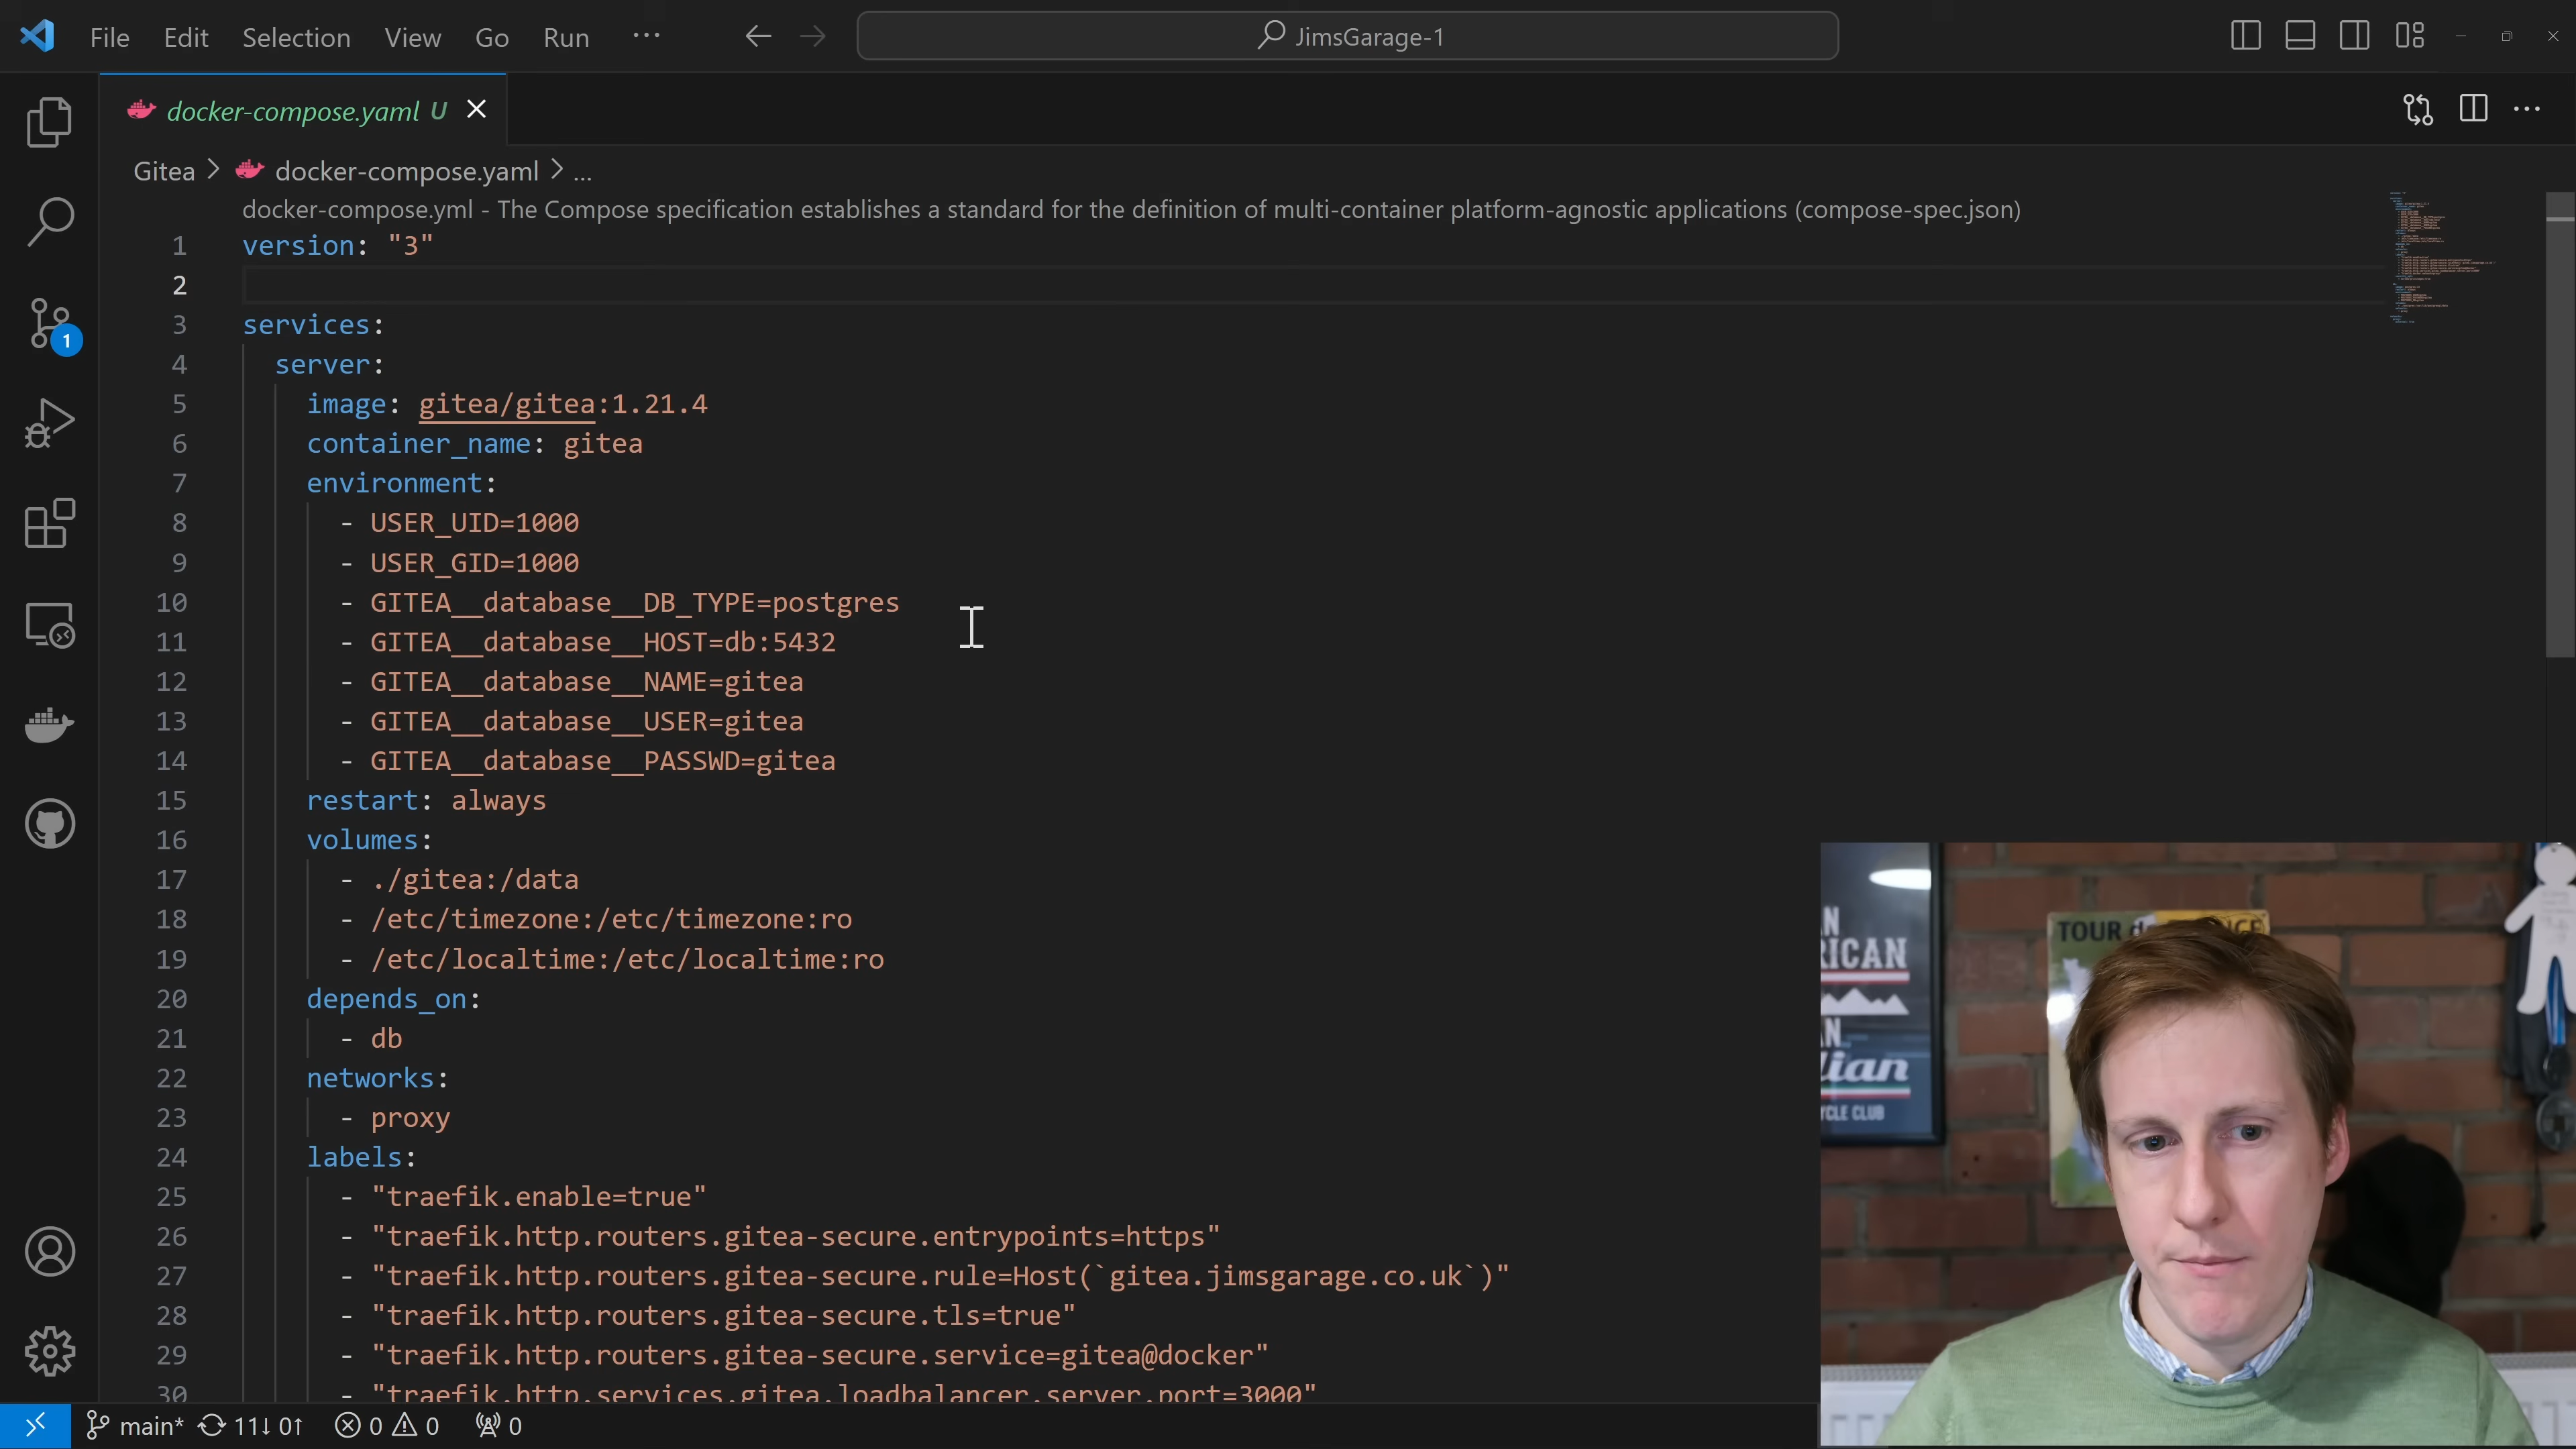 File Edit Selection View Go Run ...
JimsGarage-1
docker-compose.yaml U
Gitea > docker-compose.yaml > ...
docker-compose.yml - The Compose specification establishes a standard for the definition of multi-container platform-agnostic applications (compose-spec.json)
1 version: "3"
2
3 services:
4 server:
5 image: gitea/gitea:1.21.4
6 container_name: gitea
7 environment:
8 - USER_UID=1000
9 - USER_GID=1000
10 - GITEA__database__DB_TYPE=postgres
11 - GITEA__database__HOST=db:5432
12 - GITEA__database__NAME=gitea
13 - GITEA__database__USER=gitea
14 - GITEA__database__PASSWD=gitea
15 restart: always
16 volumes:
17 - ./gitea:/data
18 - /etc/timezone:/etc/timezone:ro
19 - /etc/localtime:/etc/localtime:ro
20 depends_on:
21 - db
22 networks:
23 - proxy
24 labels:
25 - "traefik.enable=true"
26 - "traefik.http.routers.gitea-secure.entrypoints=https"
27 - "traefik.http.routers.gitea-secure.rule=Host(`gitea.jimsgarage.co.uk`)"
28 - "traefik.http.routers.gitea-secure.tls=true"
29 - "traefik.http.routers.gitea-secure.service=gitea@docker"
30 - "traefik.http.services.gitea.loadbalancer.server.port=3000"
1
main* 11↓ 0↑ 0 0 0
TOUR
CLUB